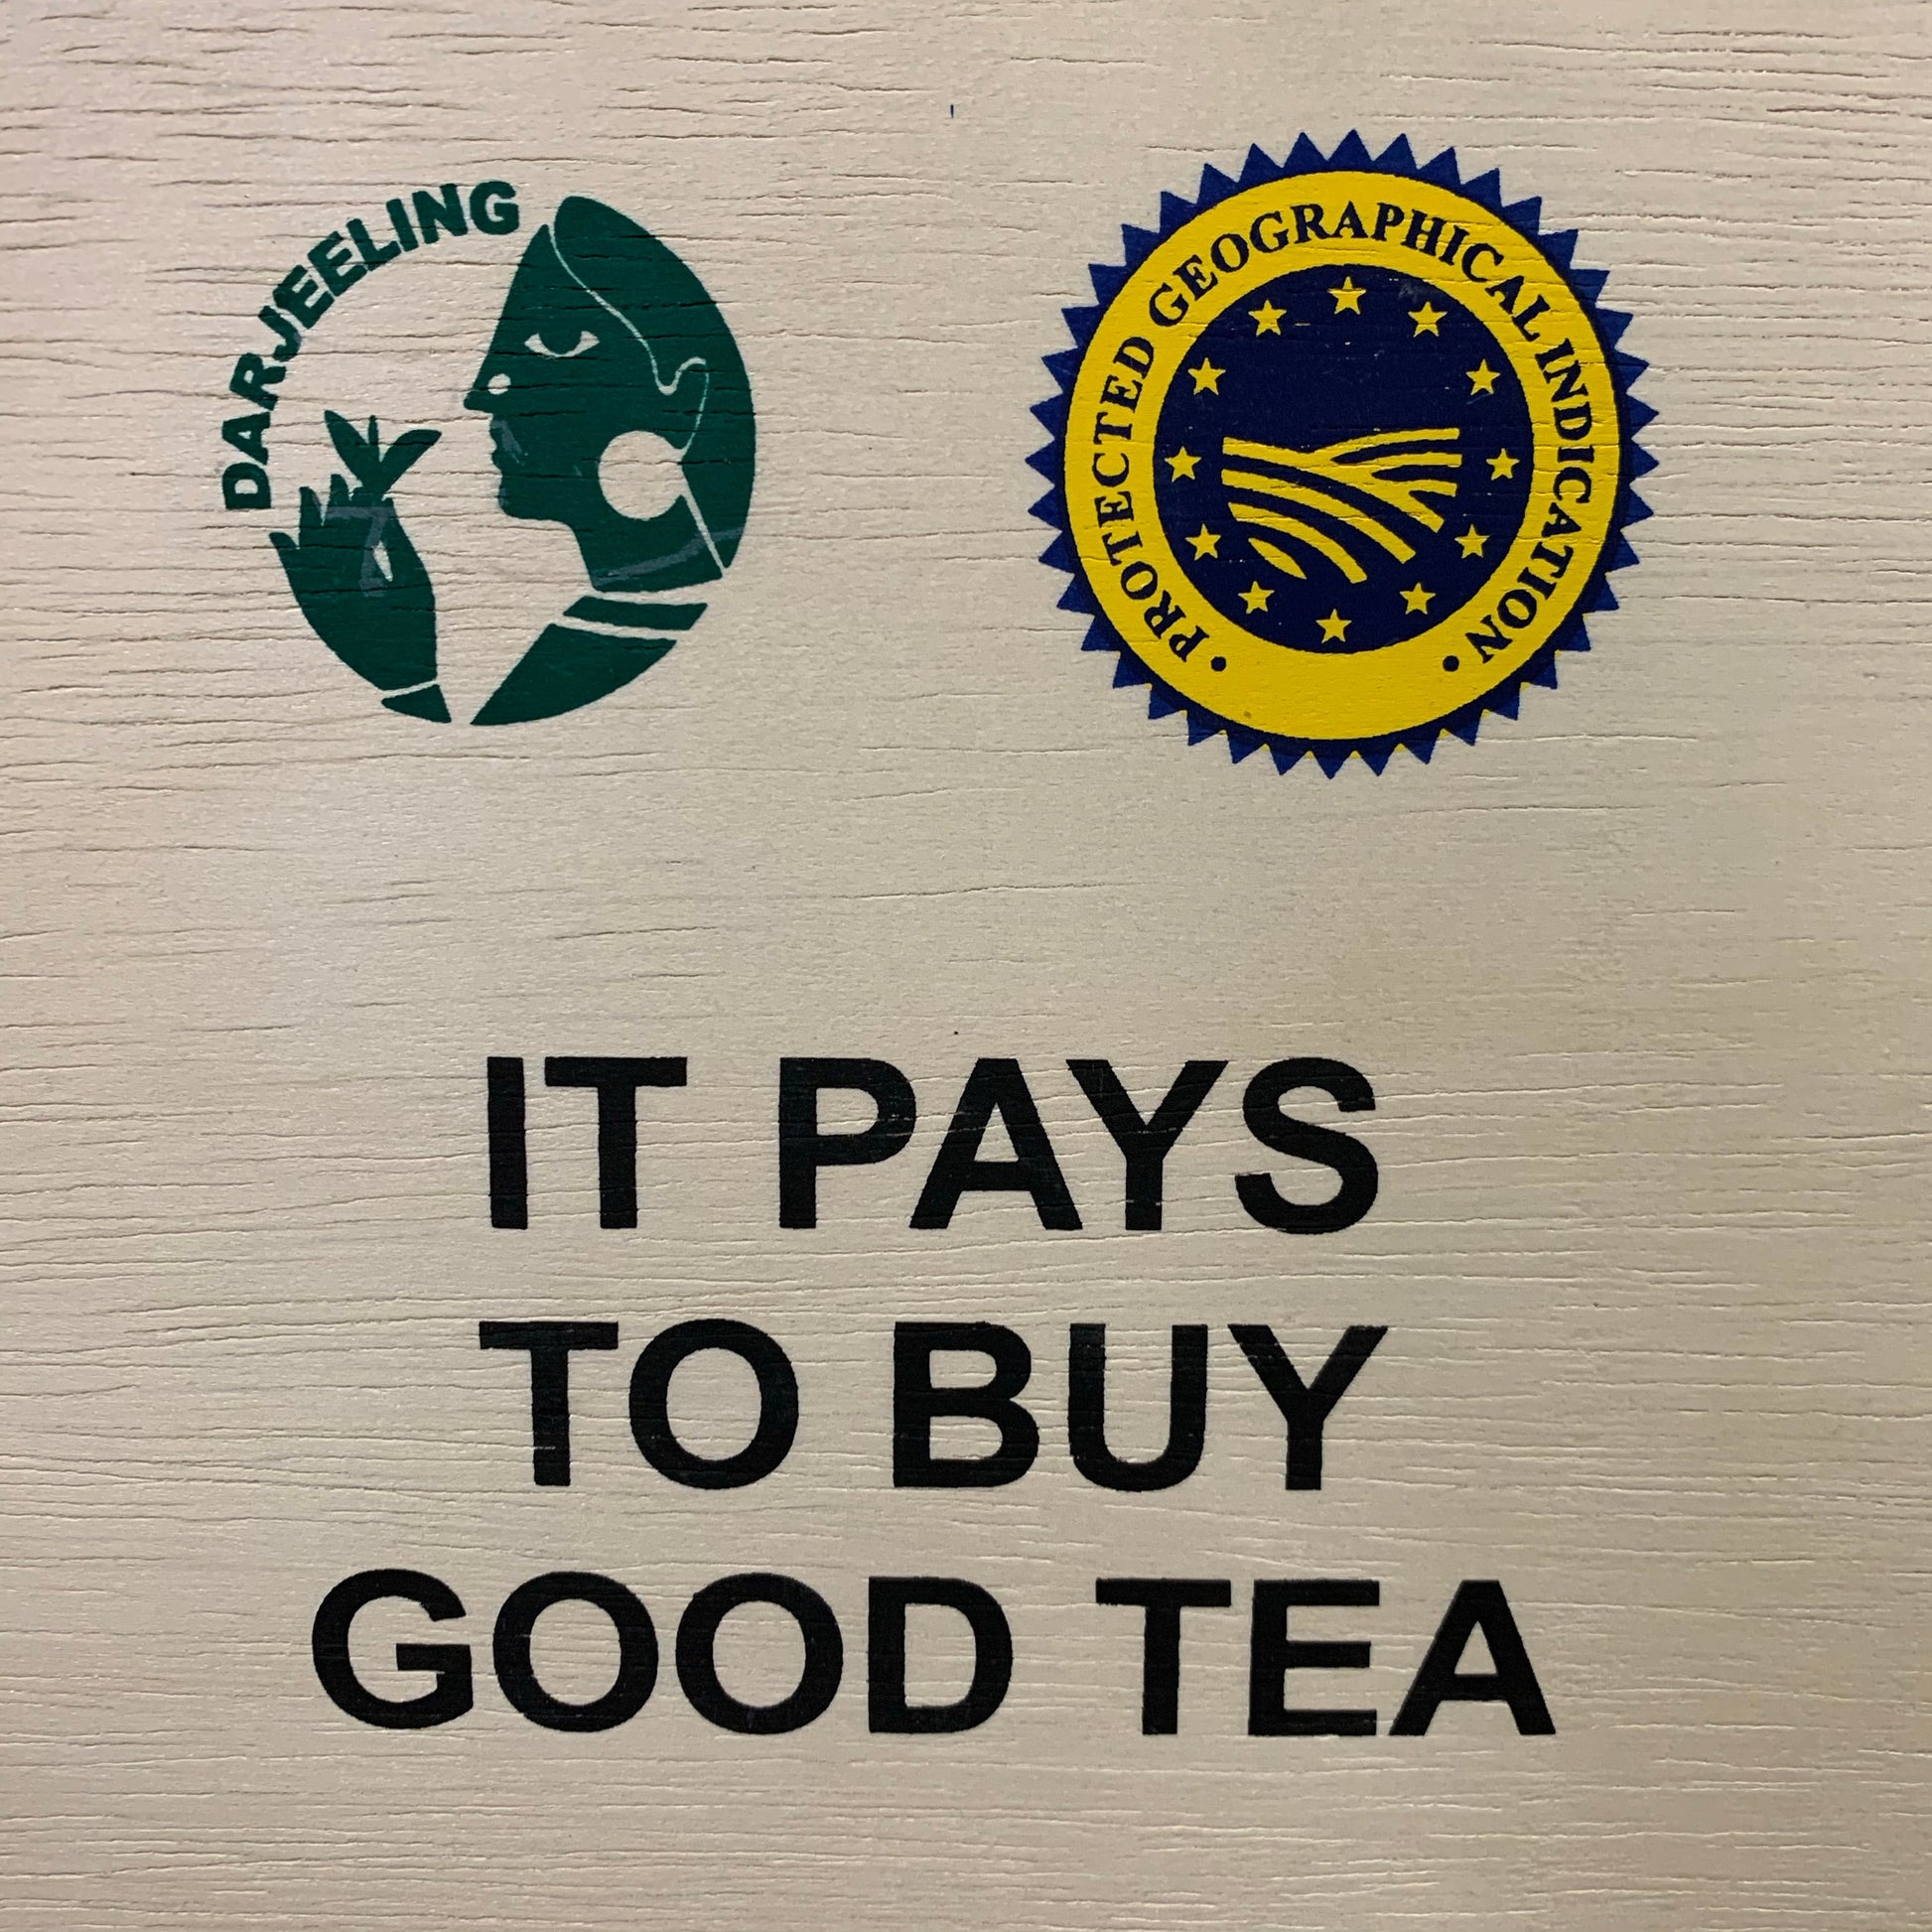 DARJEELING
PROTECTED GEOGRAPHICAL INDICATION
IT PAYS
TO BUY
GOOD TEA